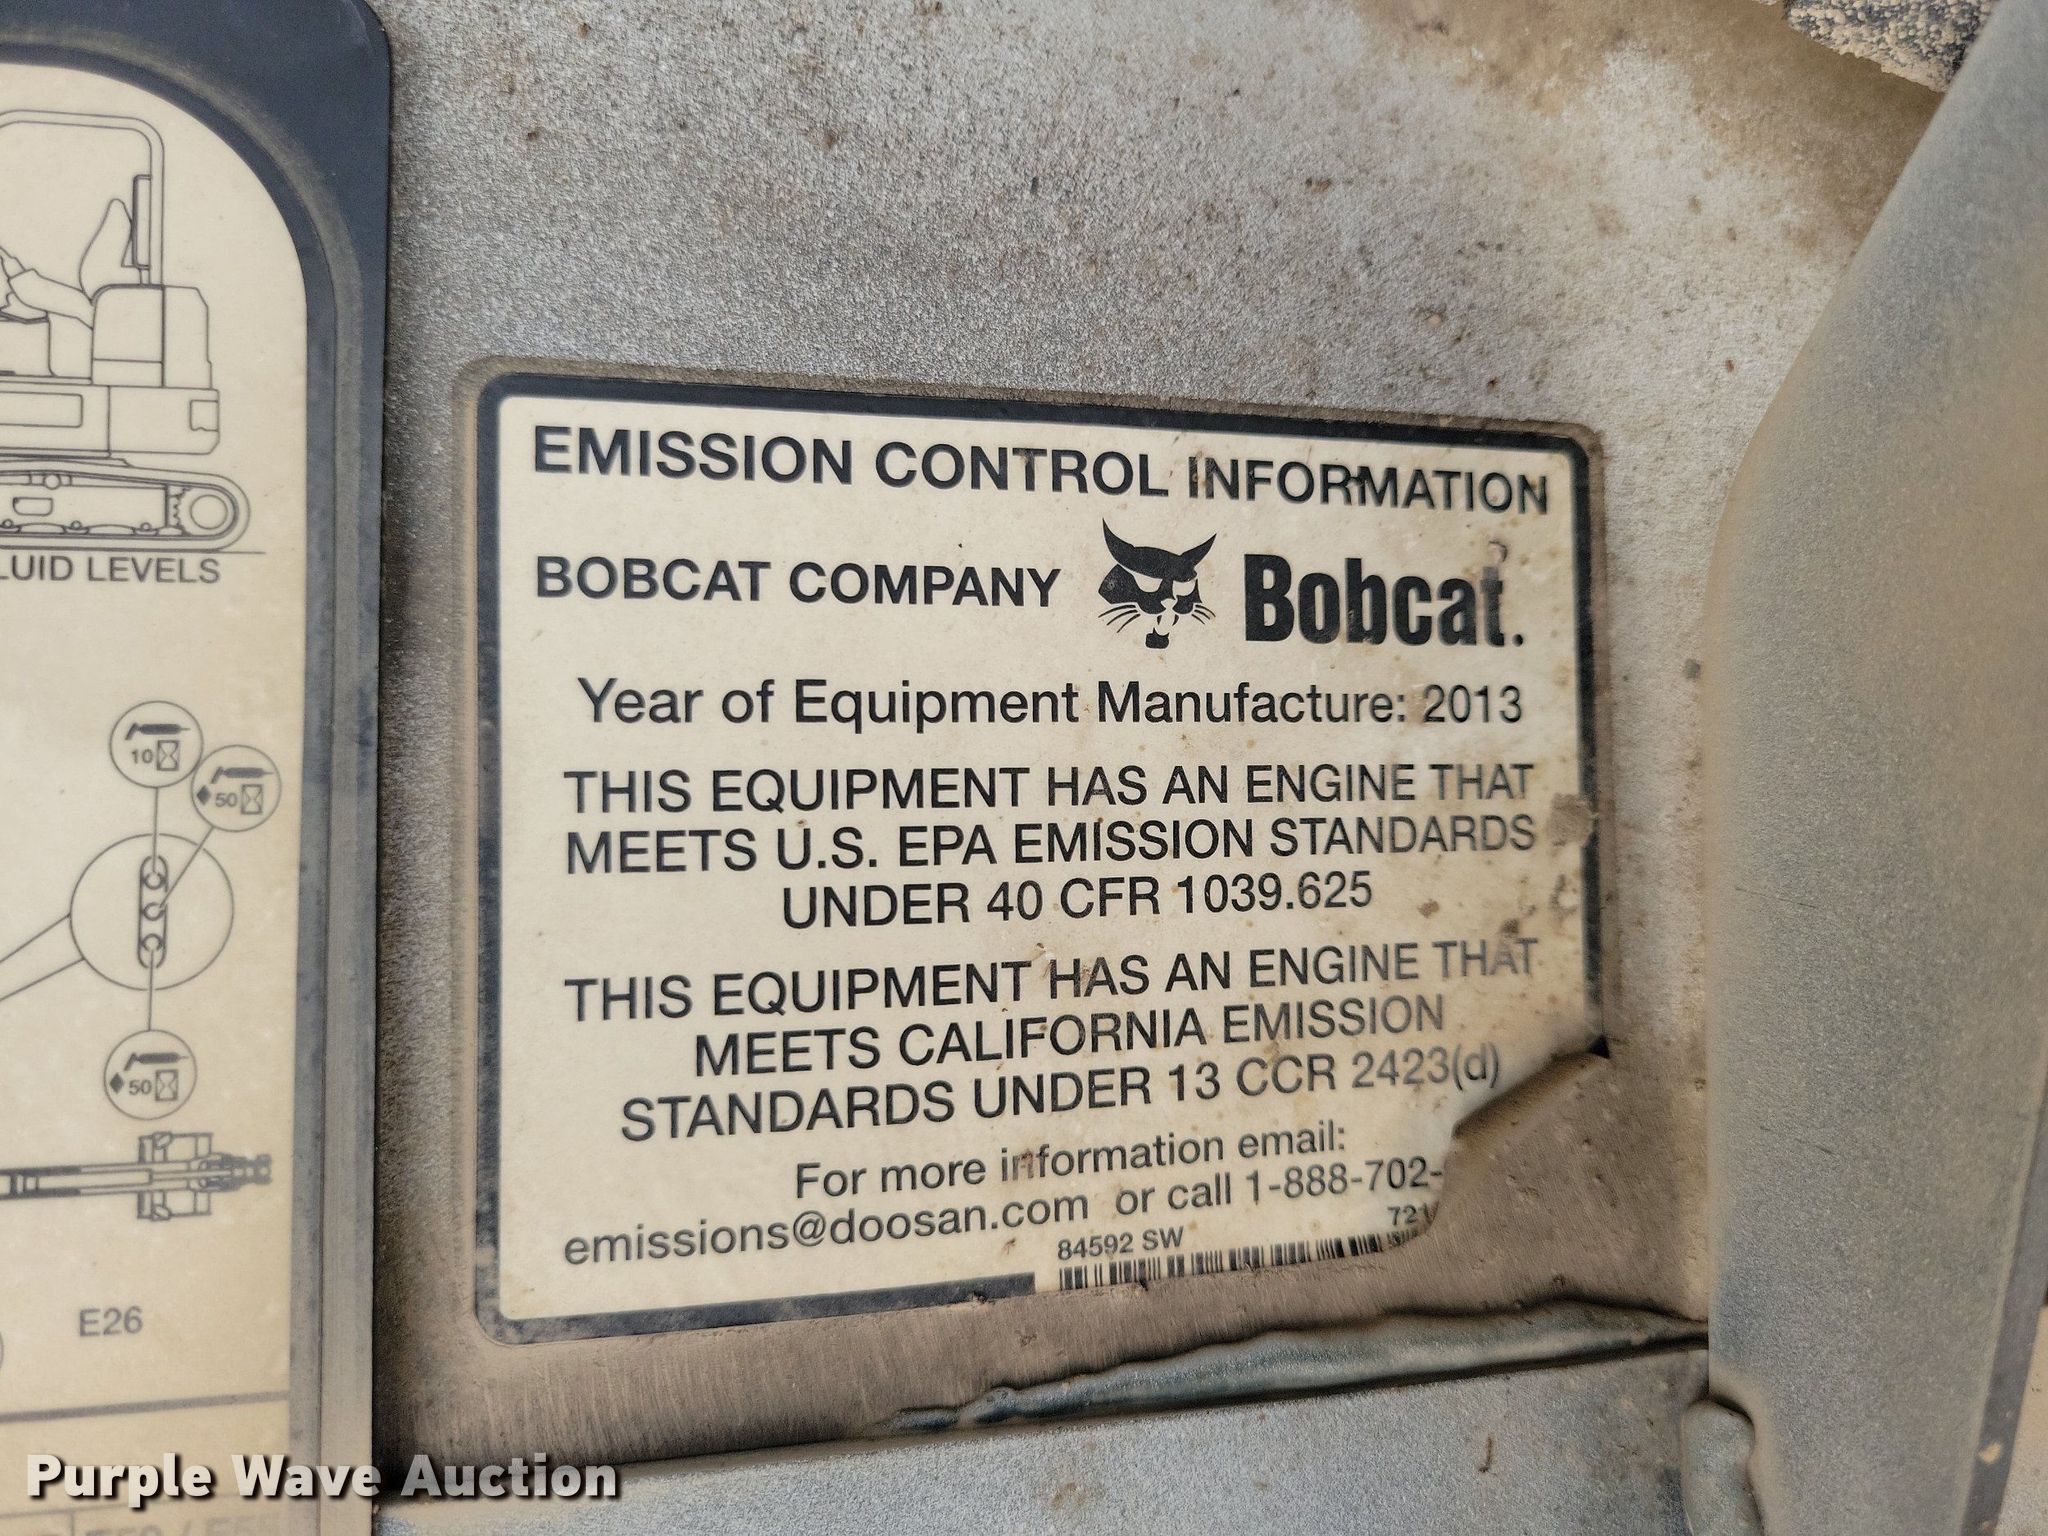 LUID LEVELS
10
50
50
E26
EMISSION CONTROL INFORMATION
BOBCAT COMPANY Bobcat.
Year of Equipment Manufacture: 2013
THIS EQUIPMENT HAS AN ENGINE THAT
MEETS U.S. EPA EMISSION STANDARDS
UNDER 40 CFR 1039.625
THIS EQUIPMENT HAS AN ENGINE THAT
MEETS CALIFORNIA EMISSION
STANDARDS UNDER 13 CCR 2423(d)
For more information email:
emissions@doosan.com or call 1-888-702-
84592 SW 721
Purple Wave Auction